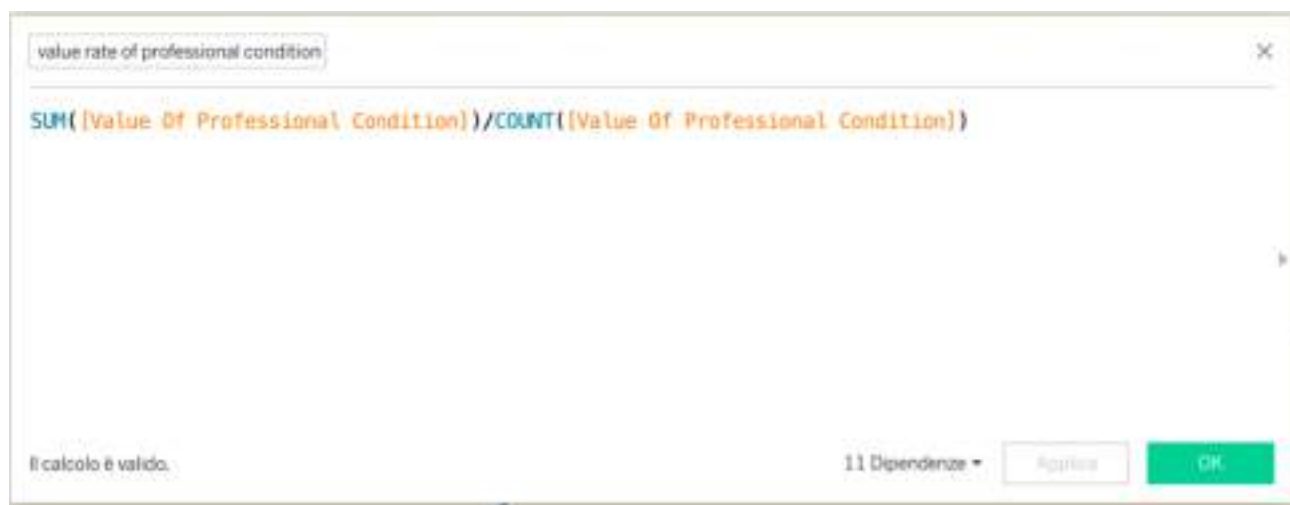 value rate of professional condition
SUM([Value Of Professional Condition])/COUNT([Value Of Professional Condition])
Il calcolo è valido.
11 Dipendenze
Applica
OK